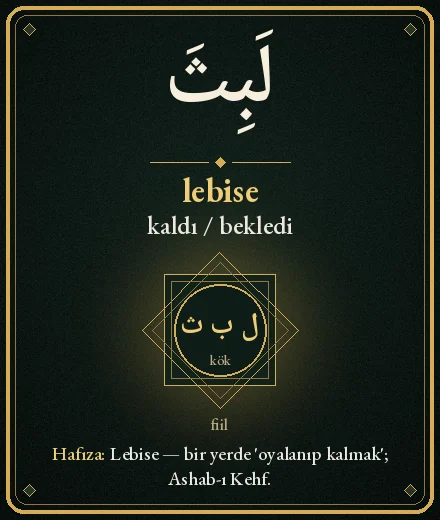 لَبِثَ
lebise
kaldı / bekledi
ل ب ث
kök
fiil
Hafıza: Lebise — bir yerde 'oyalanıp kalmak';
Ashab-ı Kehf.